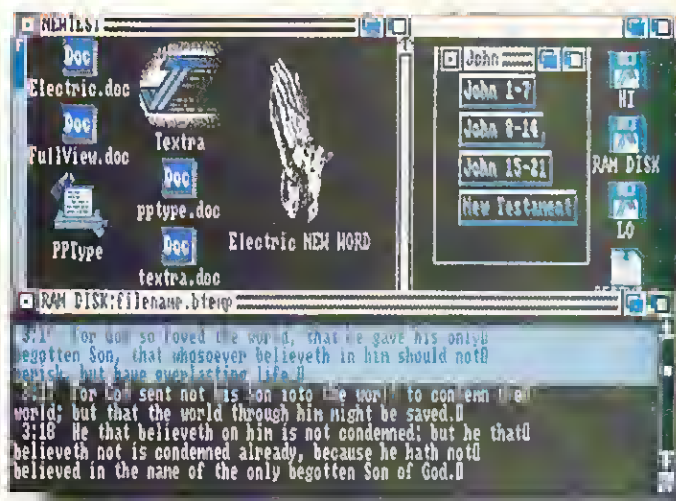 NEWTEST
Doc
Electric.doc
Doc
FullView.doc
PPType
Textra
Doc
pptype.doc
Doc
textra.doc
Electric NEW WORD
John
John 1-7
John 8-14
John 15-21
New Testament
HI
RAM DISK
LO
RAM DISK:filename.btemp
For God so loved the world, that he gave his only
begotten Son, that whosoever believeth in him should not
perish, but have everlasting life.
For God sent not his Son into the world to condemn the
world; but that the world through him might be saved.
3:18 He that believeth on him is not condemned: but he that
believeth not is condemned already, because he hath not
believed in the name of the only begotten Son of God.